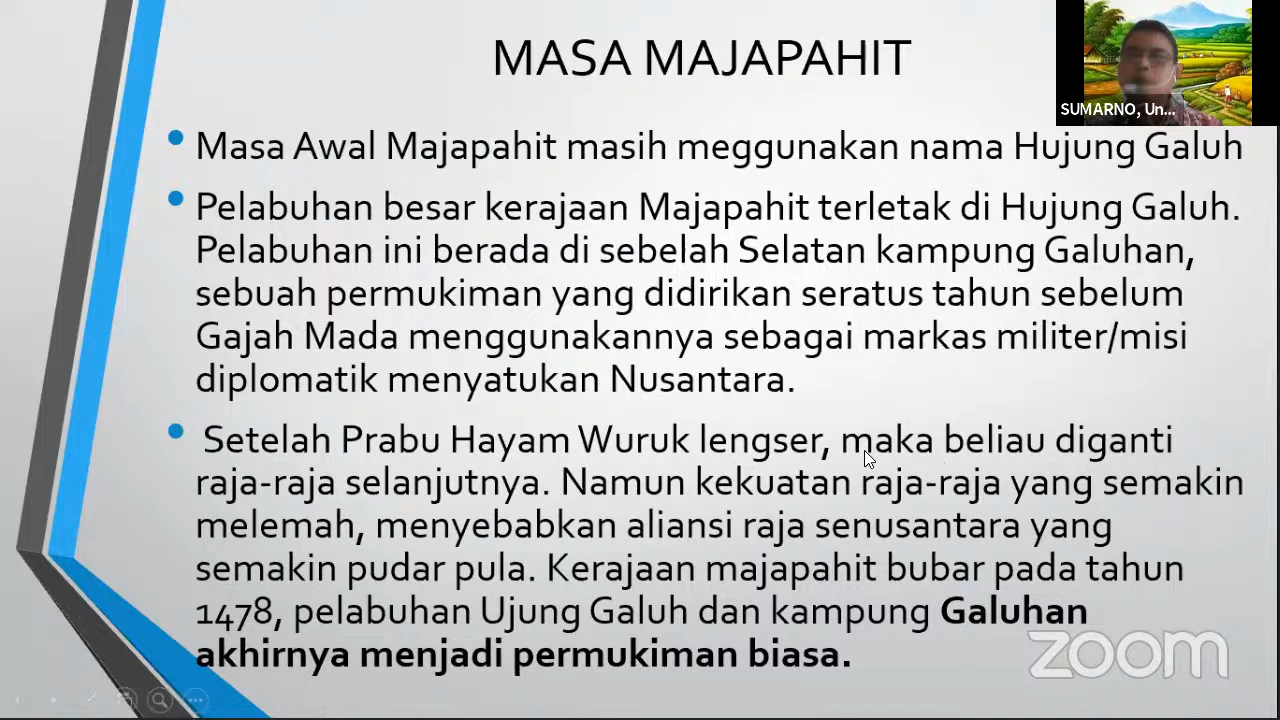 MASA MAJAPAHIT
SUMARNO, Un...
Masa Awal Majapahit masih meggunakan nama Hujung Galuh
Pelabuhan besar kerajaan Majapahit terletak di Hujung Galuh.
Pelabuhan ini berada di sebelah Selatan kampung Galuhan,
sebuah permukiman yang didirikan seratus tahun sebelum
Gajah Mada menggunakannya sebagai markas militer/misi
diplomatik menyatukan Nusantara.
Setelah Prabu Hayam Wuruk lengser, maka beliau diganti
raja-raja selanjutnya. Namun kekuatan raja-raja yang semakin
melemah, menyebabkan aliansi raja senusantara yang
semakin pudar pula. Kerajaan majapahit bubar pada tahun
1478, pelabuhan Ujung Galuh dan kampung Galuhan
akhirnya menjadi permukiman biasa.
zoom